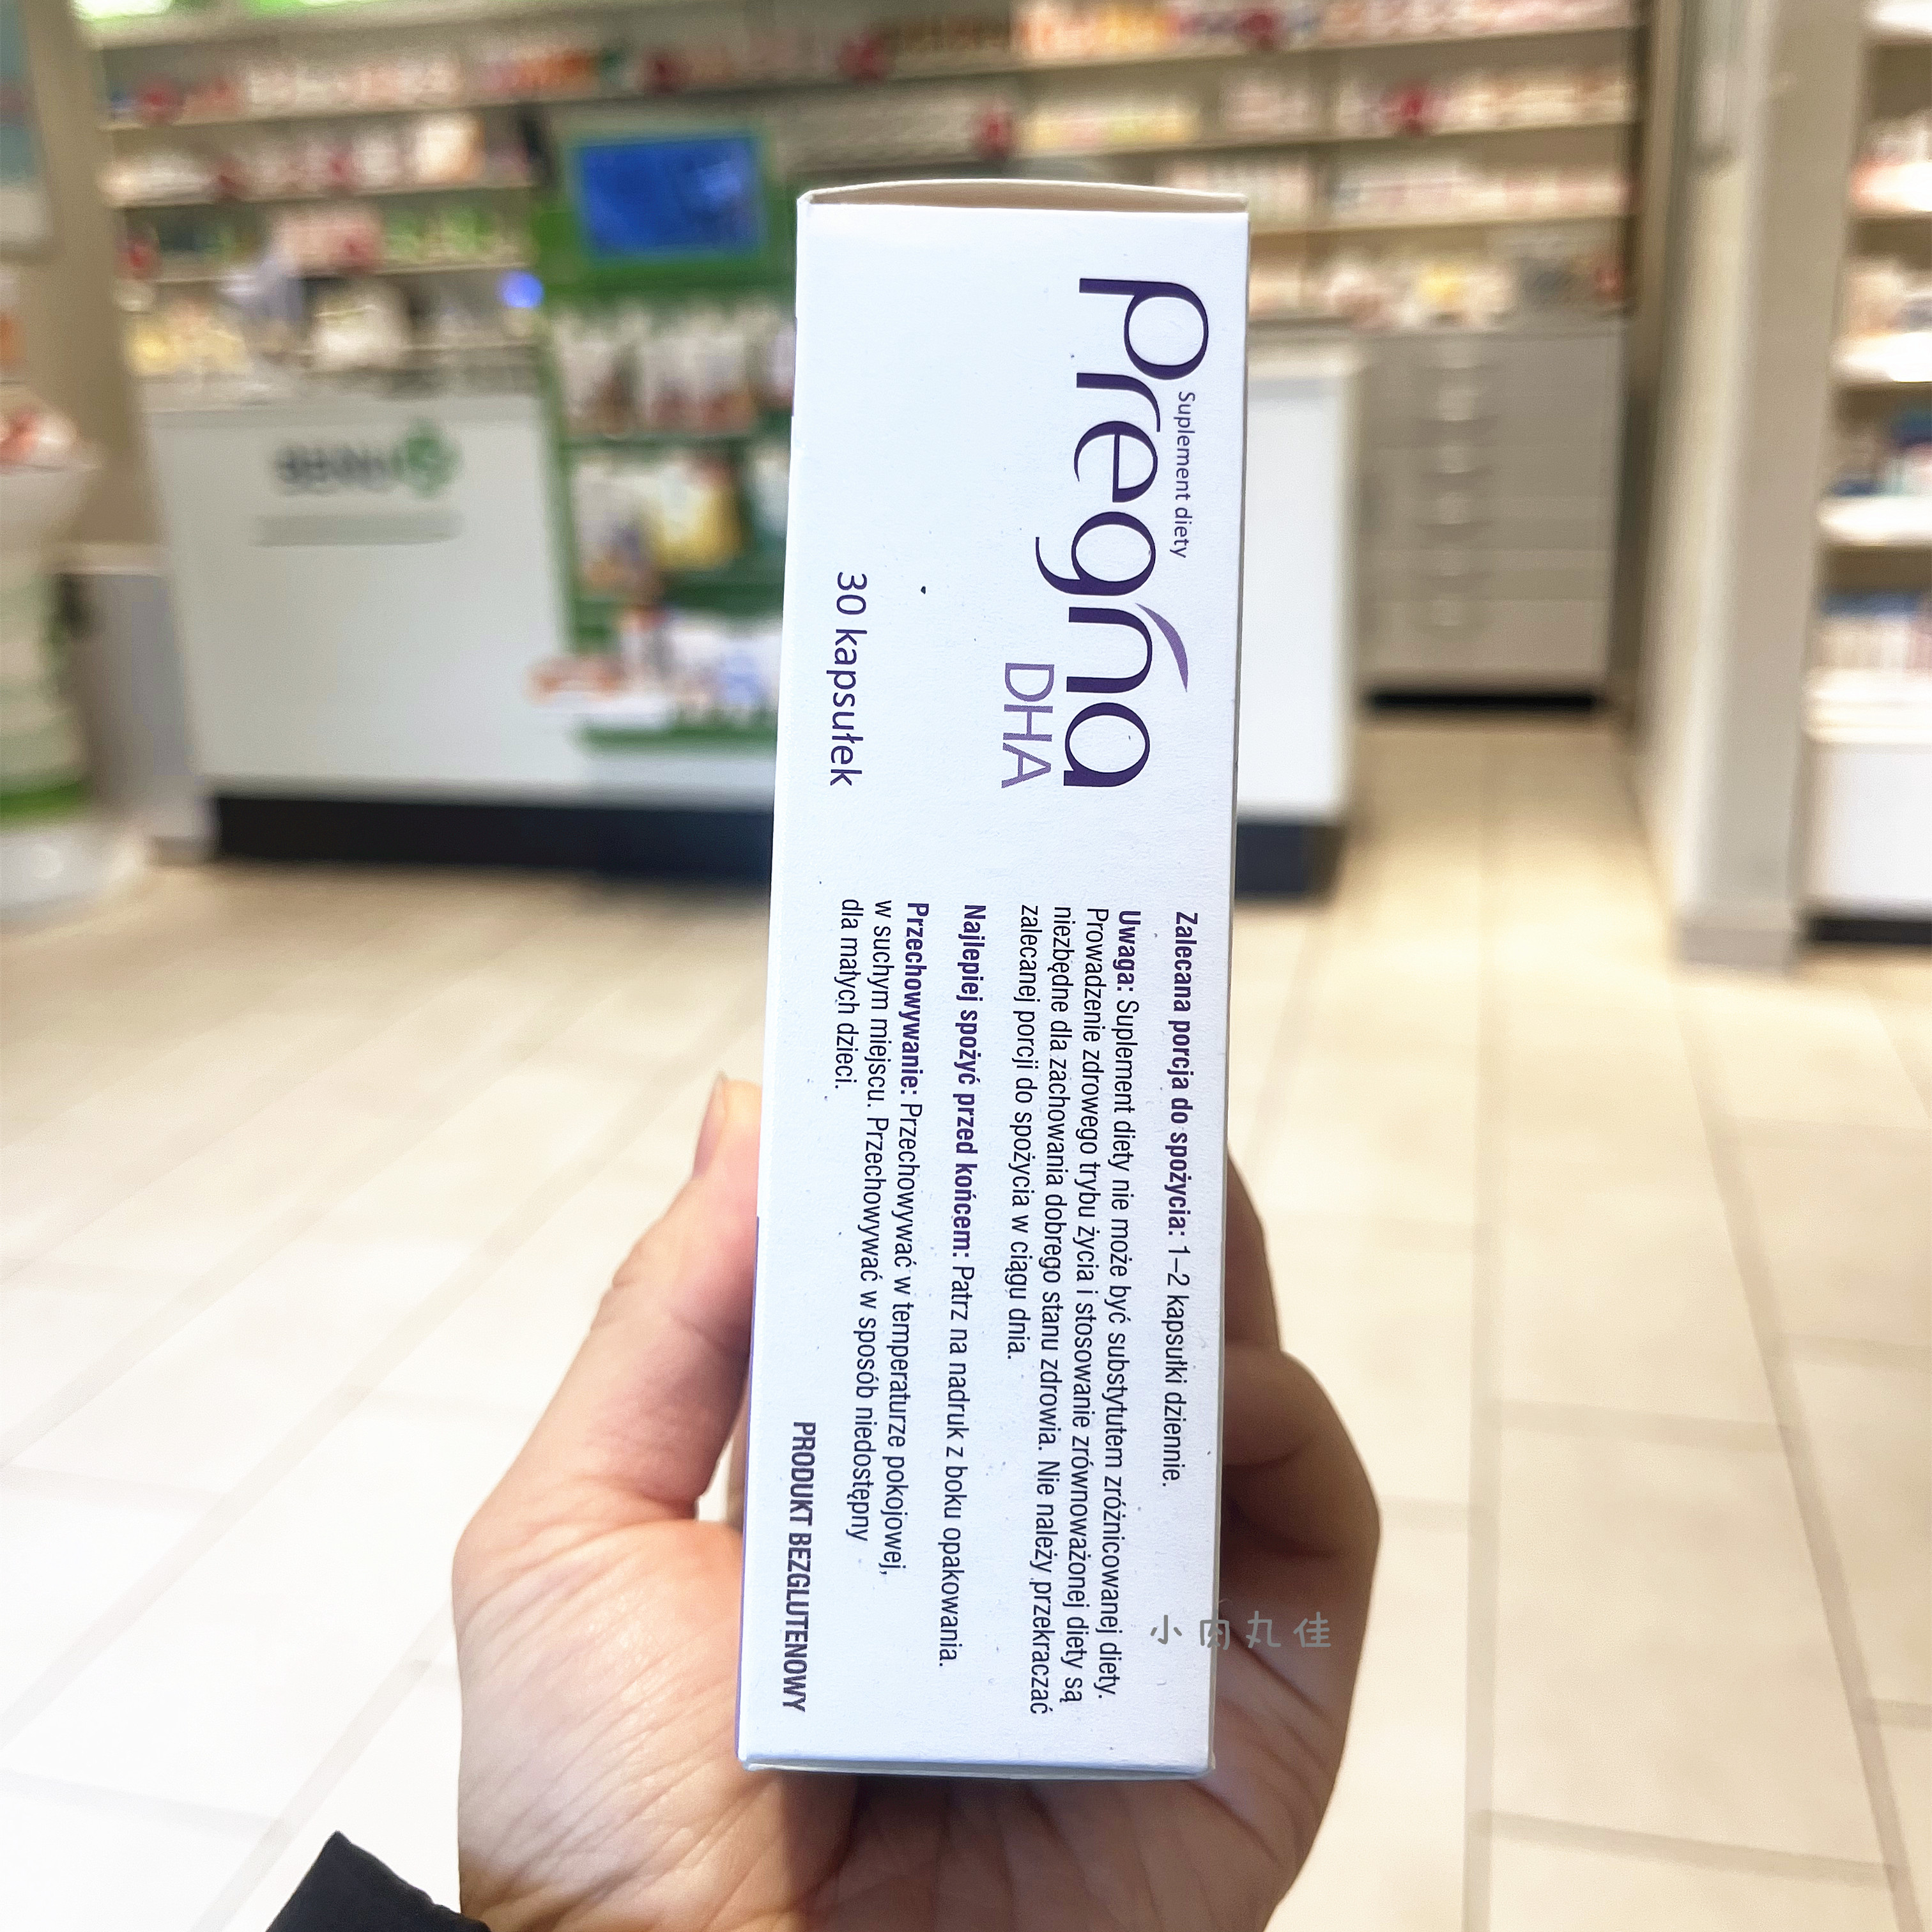 Suplement diety
Pregna
DHA
30 kapsułek
Zalecana porcja do spożycia: 1–2 kapsułki dziennie.
Uwaga: Suplement diety nie może być substytutem zróżnicowanej diety.
Prowadzenie zdrowego trybu życia i stosowanie zrównoważonej diety są
niezbędne dla zachowania dobrego stanu zdrowia. Nie należy przekraczać
zalecanej porcji do spożycia w ciągu dnia.
Najlepiej spożyć przed końcem: Patrz na nadruk z boku opakowania.
Przechowywanie: Przechowywać w temperaturze pokojowej,
w suchym miejscu. Przechowywać w sposób niedostępny
dla małych dzieci.
PRODUKT BEZGLUTENOWY
小肉丸佳
BENU